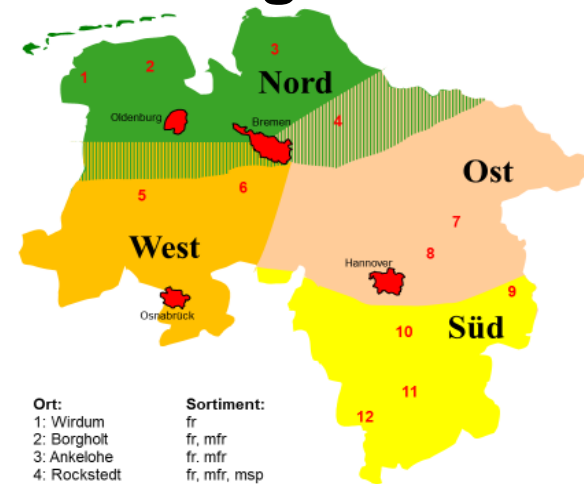 3
2
1
Nord
Oldenburg
Bremen
4
Ost
5
6
7
West
8
Hannover
9
Osnabrück
10
Süd
11
12
Ort: Sortiment:
1: Wirdum fr
2: Borgholt fr, mfr
3: Ankelohe fr. mfr
4: Rockstedt fr, mfr, msp